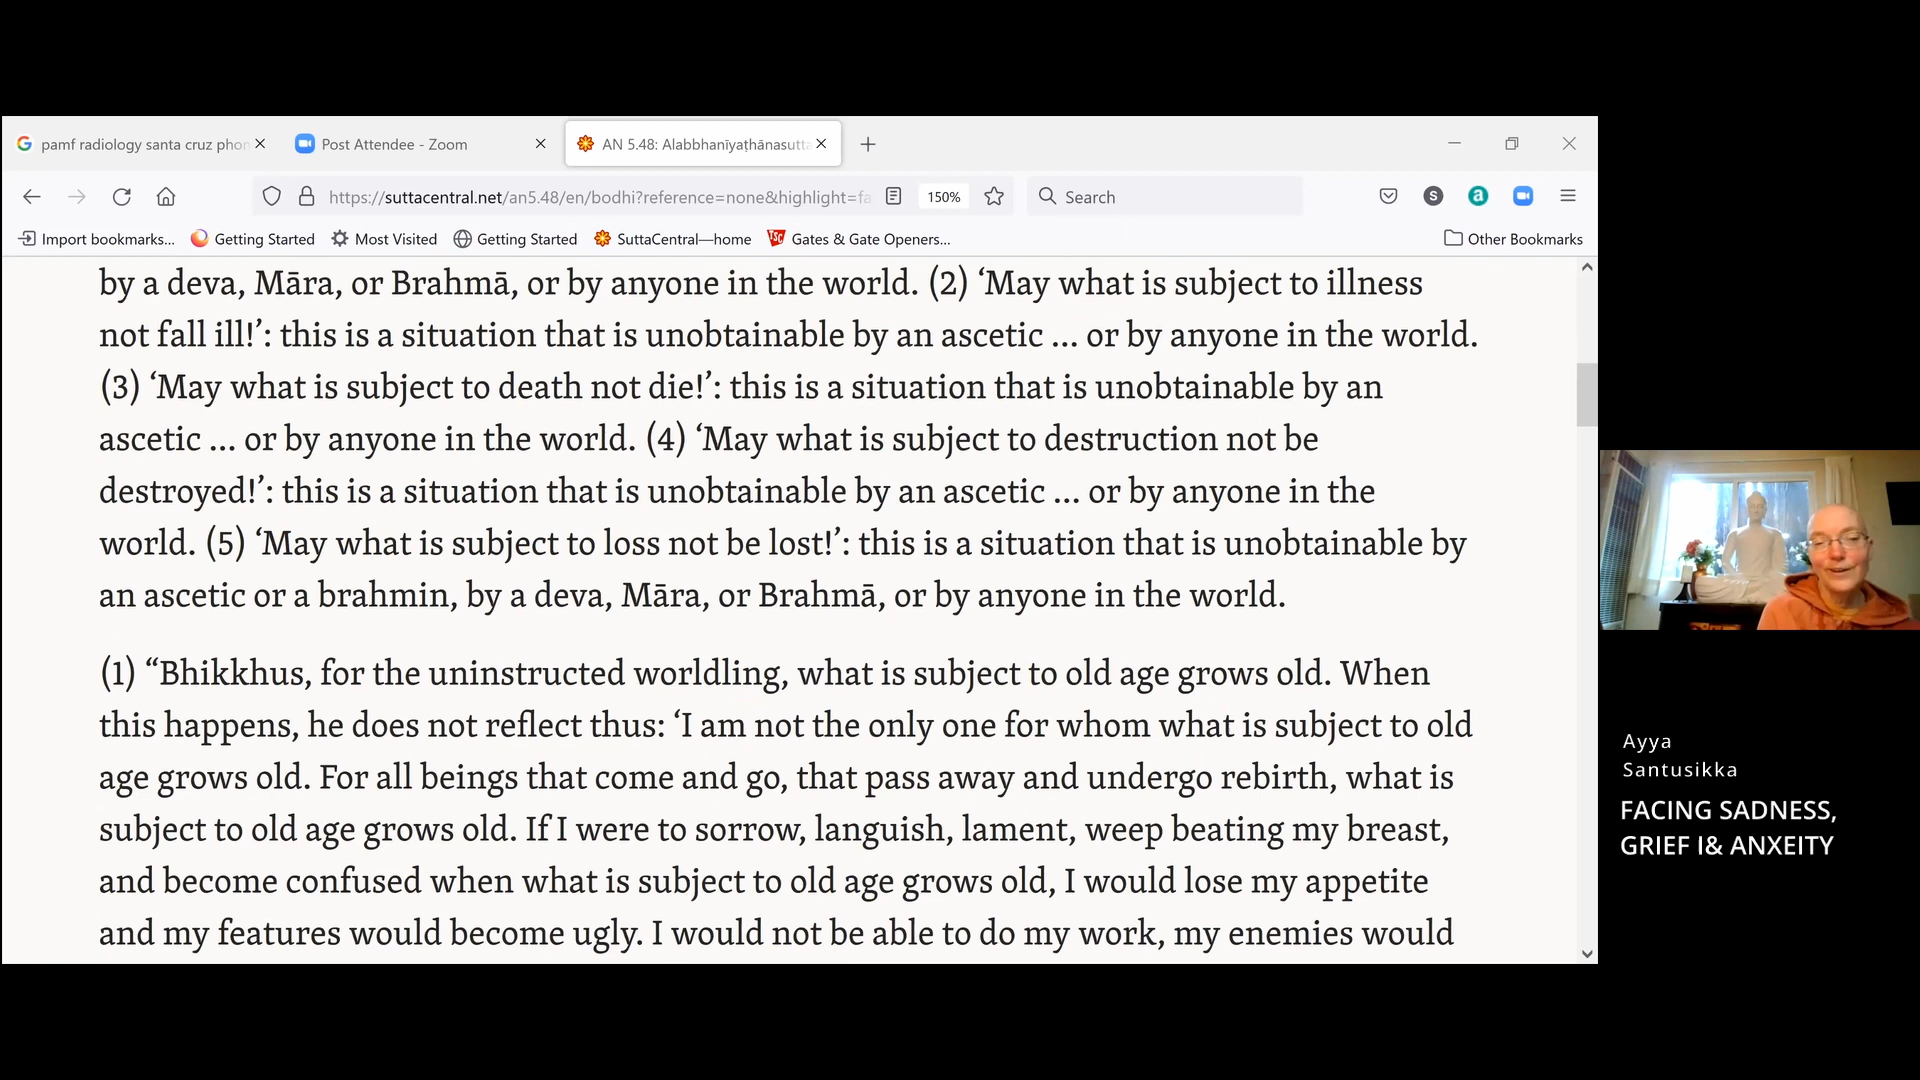 pamf radiology santa cruz phon
Post Attendee - Zoom
AN 5.48: Alabbhanīyaṭhānasutta
https://suttacentral.net/an5.48/en/bodhi?reference=none&highlight=fa
150%
Search
S
a
Import bookmarks...
Getting Started
Most Visited
Getting Started
SuttaCentral—home
TSC
Gates & Gate Openers...
Other Bookmarks
by a deva, Māra, or Brahmā, or by anyone in the world. (2) ‘May what is subject to illness
not fall ill!’: this is a situation that is unobtainable by an ascetic … or by anyone in the world.
(3) ‘May what is subject to death not die!’: this is a situation that is unobtainable by an
ascetic … or by anyone in the world. (4) ‘May what is subject to destruction not be
destroyed!’: this is a situation that is unobtainable by an ascetic … or by anyone in the
world. (5) ‘May what is subject to loss not be lost!’: this is a situation that is unobtainable by
an ascetic or a brahmin, by a deva, Māra, or Brahmā, or by anyone in the world.
(1) “Bhikkhus, for the uninstructed worldling, what is subject to old age grows old. When
this happens, he does not reflect thus: ‘I am not the only one for whom what is subject to old
age grows old. For all beings that come and go, that pass away and undergo rebirth, what is
subject to old age grows old. If I were to sorrow, languish, lament, weep beating my breast,
and become confused when what is subject to old age grows old, I would lose my appetite
and my features would become ugly. I would not be able to do my work, my enemies would
Ayya
Santusikka
FACING SADNESS,
GRIEF I& ANXEITY